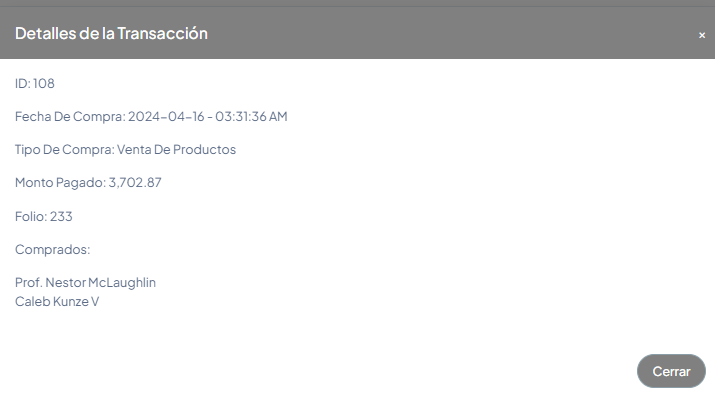 Detalles de la Transacción
×
ID: 108
Fecha De Compra: 2024-04-16 - 03:31:36 AM
Tipo De Compra: Venta De Productos
Monto Pagado: 3,702.87
Folio: 233
Comprados:
Prof. Nestor McLaughlin
Caleb Kunze V
Cerrar